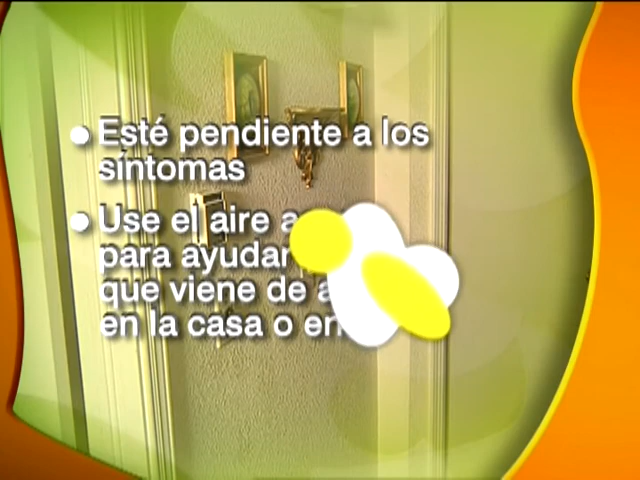 • Esté pendiente a los
síntomas
• Use el aire
para ayudar
que viene de
en la casa o en